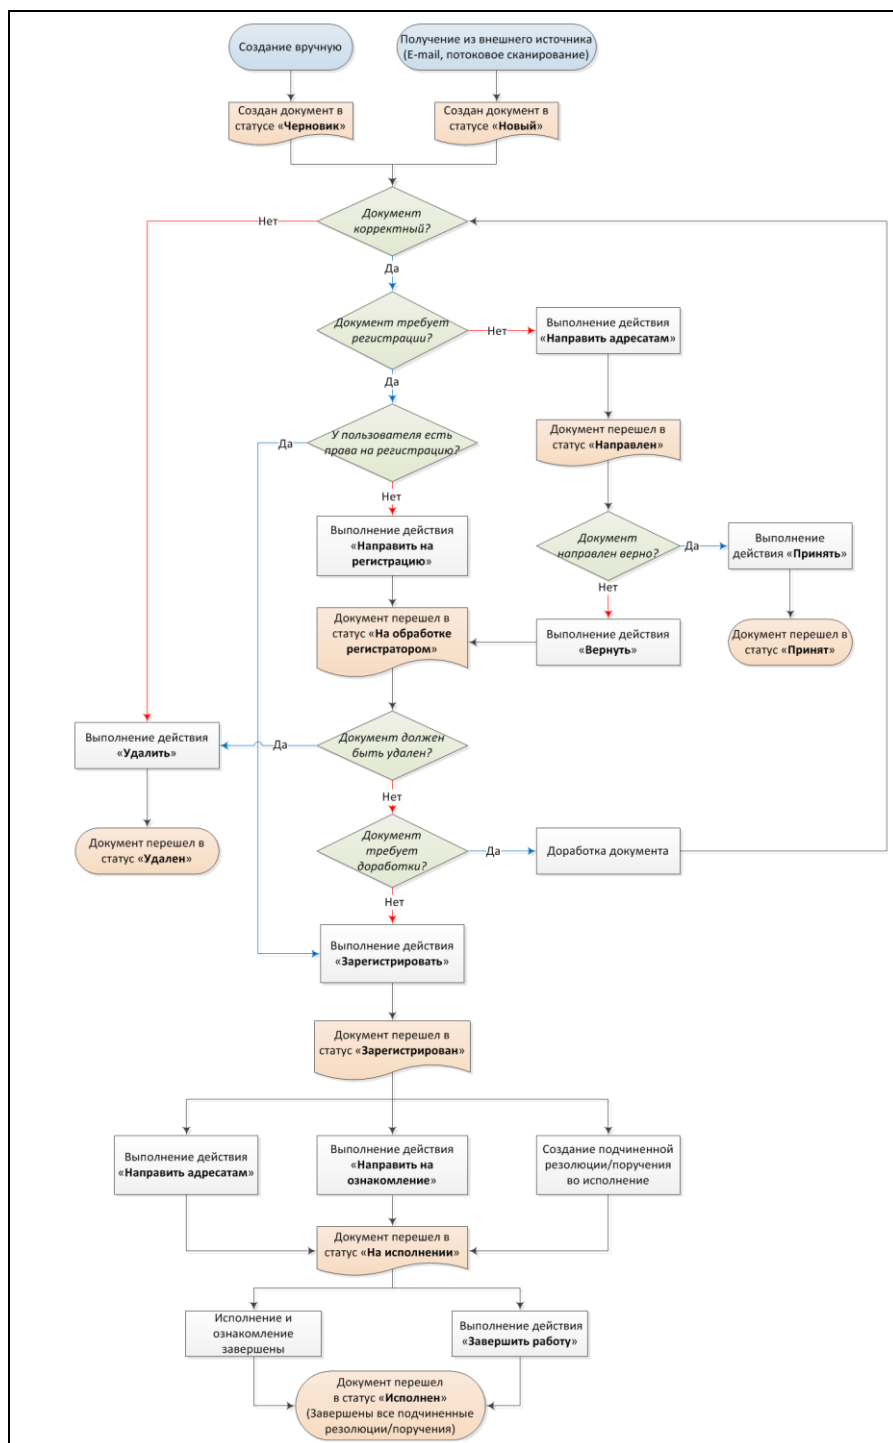 Создание вручную
Получение из внешнего источника
(E-mail, потоковое сканирование)
Создан документ в
статусе «Черновик»
Создан документ в
статусе «Новый»
Документ
корректный?
Нет
Да
Документ требует
регистрации?
Нет
Выполнение действия
«Направить адресатам»
Да
У пользователя есть
права на регистрацию?
Да
Документ перешел в
статус «Направлен»
Нет
Выполнение действия
«Направить на
регистрацию»
Документ
направлен верно?
Да
Выполнение
действия «Принять»
Нет
Документ перешел в
статус «На обработке
регистратором»
Выполнение действия
«Вернуть»
Документ перешел в
статус «Принят»
Выполнение действия
«Удалить»
Да
Документ должен
быть удален?
Нет
Документ перешел в
статус «Удален»
Документ
требует
доработки?
Да
Доработка документа
Нет
Выполнение действия
«Зарегистрировать»
Документ перешел в
статус «Зарегистрирован»
Выполнение действия
«Направить адресатам»
Выполнение действия
«Направить на
ознакомление»
Создание подчиненной
резолюции/поручения
во исполнение
Документ перешел в
статус «На исполнении»
Исполнение и
ознакомление
завершены
Выполнение действия
«Завершить работу»
Документ перешел
в статус «Исполнен»
(Завершены все подчиненные
резолюции/поручения)